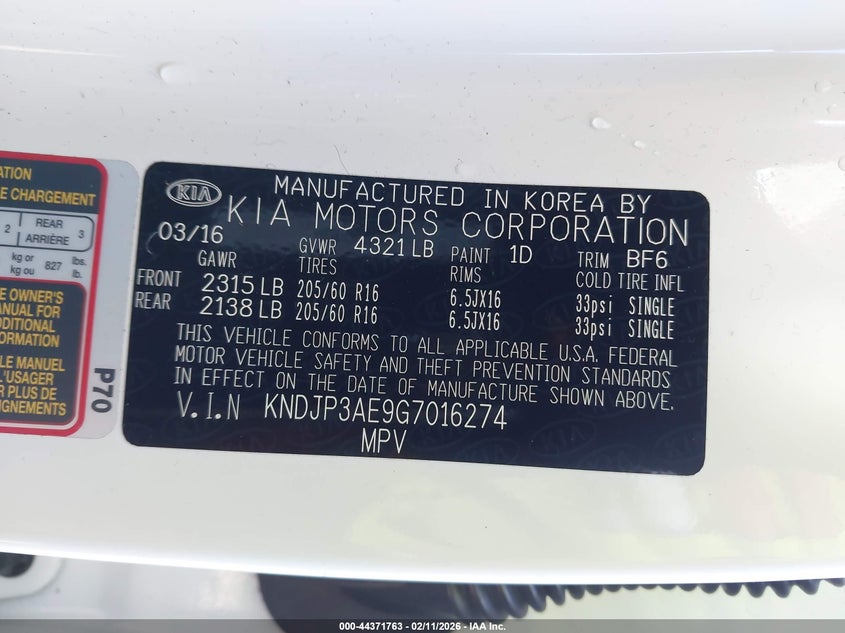 ATION
E CHARGEMENT
2 REAR 3
ARRIÈRE
kg or 827 lbs.
kg ou lb.
E OWNER'S
ANUAL FOR
DDITIONAL
FORMATION
LE MANUEL
L'USAGER
R PLUS DE
IGNEMENTS
P70
KIA MANUFACTURED IN KOREA BY
KIA MOTORS CORPORATION
03/16 GVWR 4321 LB PAINT 1D TRIM BF6
GAWR TIRES RIMS COLD TIRE INFL
FRONT 2315 LB 205/60 R16 6.5JX16 33psi SINGLE
REAR 2138 LB 205/60 R16 6.5JX16 33psi SINGLE
THIS VEHICLE CONFORMS TO ALL APPLICABLE U.S.A. FEDERAL
MOTOR VEHICLE SAFETY AND THEFT PREVENTION STANDARDS
IN EFFECT ON THE DATE OF MANUFACTURE SHOWN ABOVE.
V.I.N KNDJP3AE9G7016274
MPV
000-44371763 - 02/11/2026 - IAA Inc.